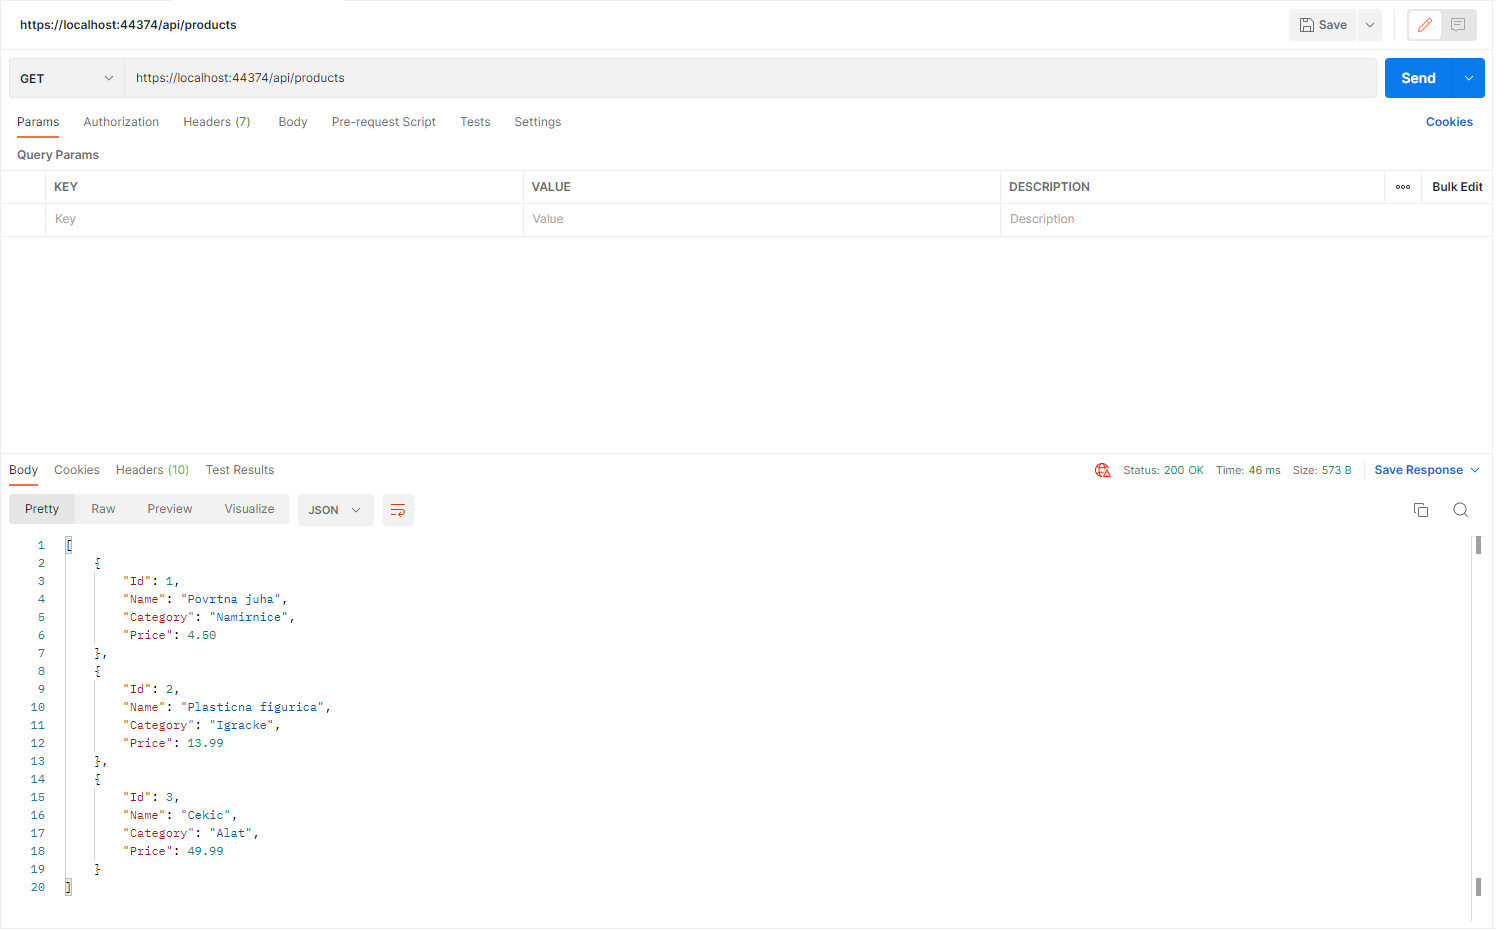 https://localhost:44374/api/products
Save
GET https://localhost:44374/api/products Send
Params Authorization Headers (7) Body Pre-request Script Tests Settings Cookies
Query Params
KEY VALUE DESCRIPTION ooo Bulk Edit
Key Value Description
Body Cookies Headers (10) Test Results Status: 200 OK Time: 46 ms Size: 573 B Save Response
Pretty Raw Preview Visualize JSON
1 [
2 {
3 "Id": 1,
4 "Name": "Povrtna juha",
5 "Category": "Namirnice",
6 "Price": 4.50
7 },
8 {
9 "Id": 2,
10 "Name": "Plasticna figurica",
11 "Category": "Igracke",
12 "Price": 13.99
13 },
14 {
15 "Id": 3,
16 "Name": "Cekic",
17 "Category": "Alat",
18 "Price": 49.99
19 }
20 ]